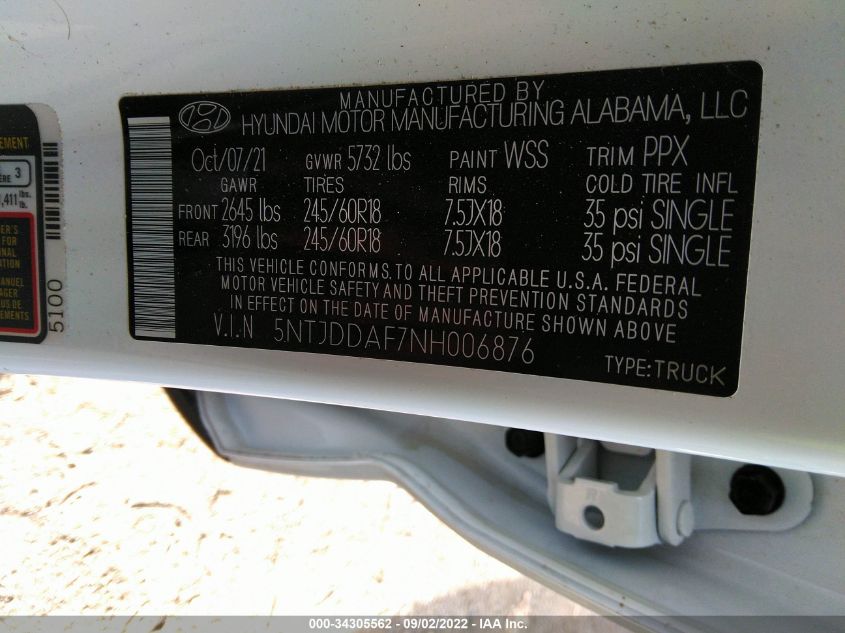 MANUFACTURED BY
HYUNDAI MOTOR MANUFACTURING ALABAMA, LLC
Oct/07/21 GVWR 5732 lbs PAINT WSS TRIM PPX
GAWR TIRES RIMS COLD TIRE INFL
FRONT 2645 lbs 245/60R18 7.5JX18 35 psi SINGLE
REAR 3196 lbs 245/60R18 7.5JX18 35 psi SINGLE
THIS VEHICLE CONFORMS TO ALL APPLICABLE U.S.A. FEDERAL
MOTOR VEHICLE SAFETY AND THEFT PREVENTION STANDARDS
IN EFFECT ON THE DATE OF MANUFACTURE SHOWN ABOVE.
V.I.N 5NTJDDAF7NH006876
TYPE:TRUCK
3
lbs.
lb.
5100
000-34305562 - 09/02/2022 - IAA Inc.